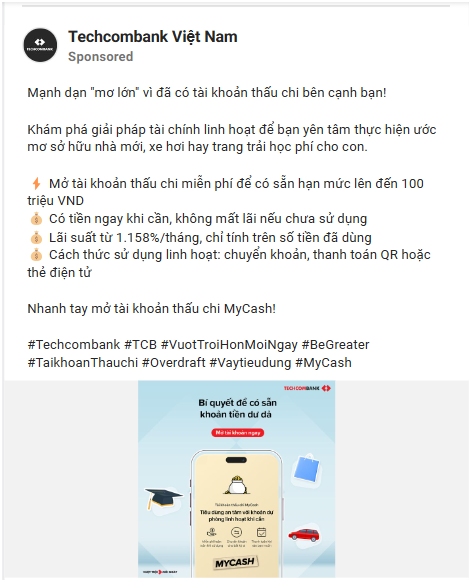 TECHCOMBANK
Techcombank Việt Nam
Sponsored
Mạnh dạn "mơ lớn" vì đã có tài khoản thấu chi bên cạnh bạn!
Khám phá giải pháp tài chính linh hoạt để bạn yên tâm thực hiện ước
mơ sở hữu nhà mới, xe hơi hay trang trải học phí cho con.
⚡ Mở tài khoản thấu chi miễn phí để có sẵn hạn mức lên đến 100
triệu VND
💰 Có tiền ngay khi cần, không mất lãi nếu chưa sử dụng
💰 Lãi suất từ 1.158%/tháng, chỉ tính trên số tiền đã dùng
💰 Cách thức sử dụng linh hoạt: chuyển khoản, thanh toán QR hoặc
thẻ điện tử
Nhanh tay mở tài khoản thấu chi MyCash!
#Techcombank #TCB #VuotTroiHonMoiNgay #BeGreater
#TaikhoanThauchi #Overdraft #Vaytieudung #MyCash
TECHCOMBANK
Bí quyết để có sẵn
khoản tiền dư dả
Mở tài khoản ngay
Tài khoản thấu chi MyCash
Tiêu dùng an tâm với khoản dự
phòng linh hoạt khi cần
MYCASH